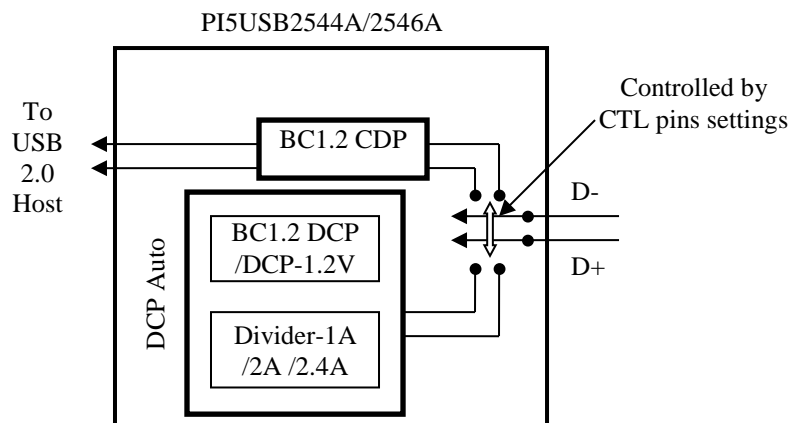 PI5USB2544A/2546A
Controlled by
CTL pins settings
To
USB
2.0
Host
BC1.2 CDP
D-
D+
DCP Auto
BC1.2 DCP
/DCP-1.2V
Divider-1A
/2A /2.4A